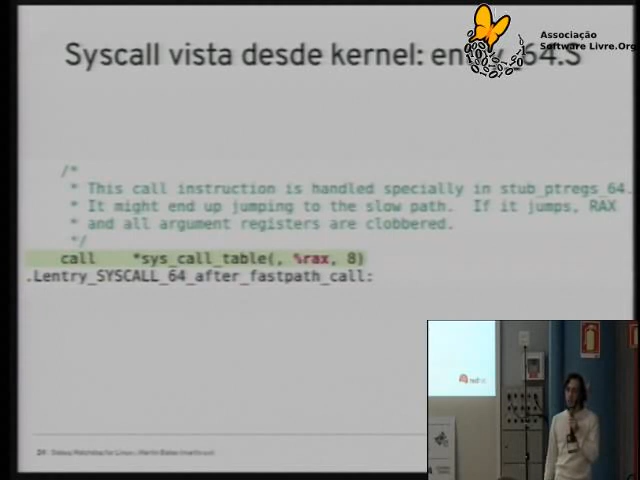 Syscall vista desde kernel: entry_64.S
Associação
Software Livre.Org
/*
* This call instruction is handled specially in stub_ptregs_64.
* It might end up jumping to the slow path. If it jumps, RAX
* and all argument registers are clobbered.
*/
call *sys_call_table(, %rax, 8)
.Lentry_SYSCALL_64_after_fastpath_call:
redhat